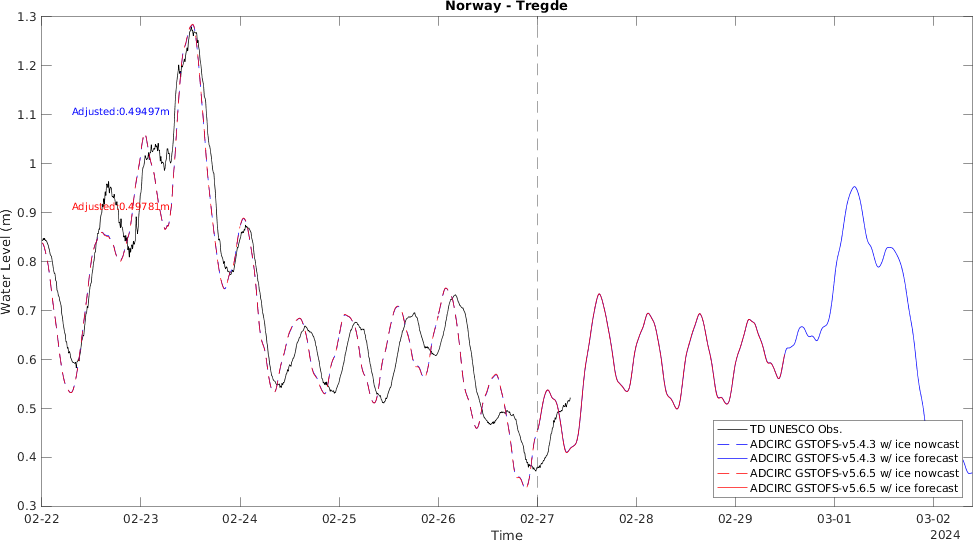 Norway - Tregde
1.3
1.2
1.1
1
0.9
0.8
0.7
0.6
0.5
0.4
0.3
Water Level (m)
Adjusted:0.49497m
Adjusted:0.49781m
TD UNESCO Obs.
ADCIRC GSTOFS-v5.4.3 w/ ice nowcast
ADCIRC GSTOFS-v5.4.3 w/ ice forecast
ADCIRC GSTOFS-v5.6.5 w/ ice nowcast
ADCIRC GSTOFS-v5.6.5 w/ ice forecast
02-22 02-23 02-24 02-25 02-26 02-27 02-28 02-29 03-01 03-02
Time 2024